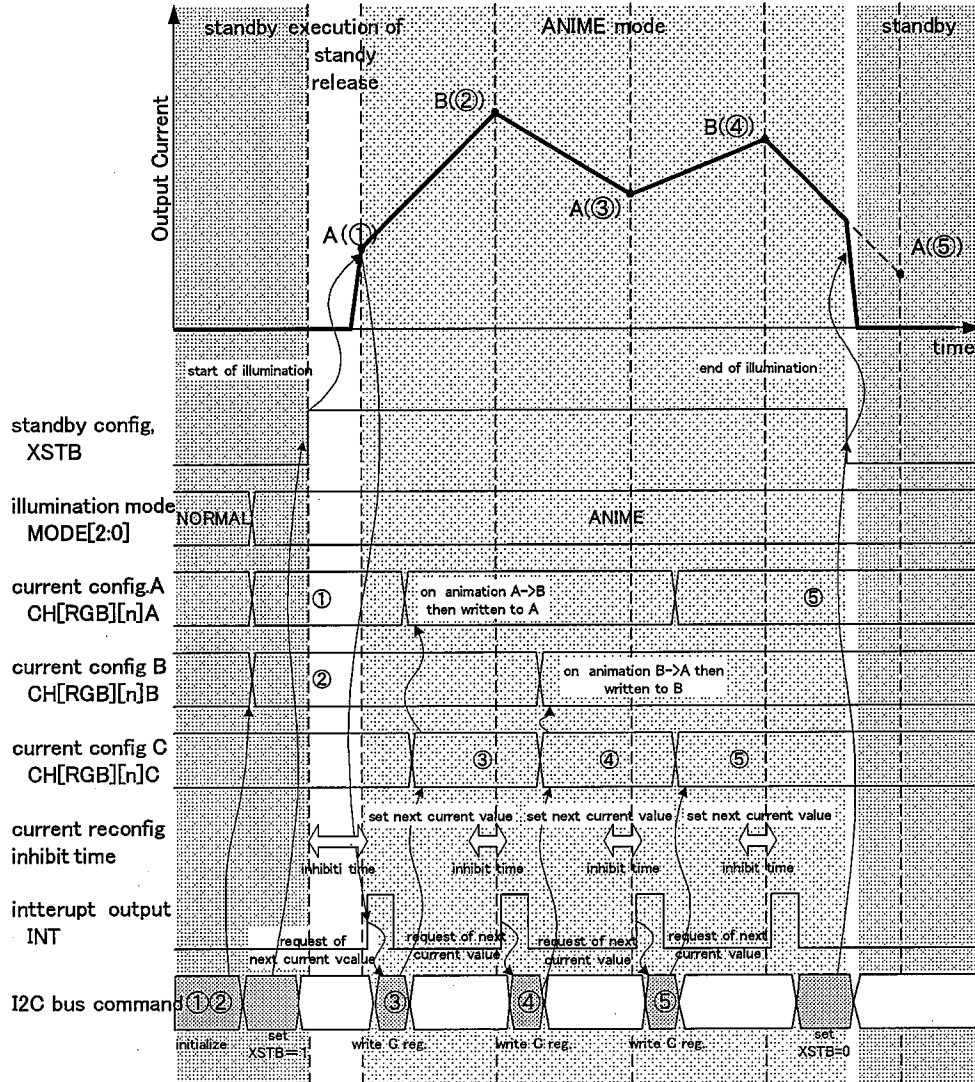 standby execution of
standy
release
ANIME mode
standby
Output Current
B(②)
B(④)
A(①)
A(③)
A(⑤)
time
start of illumination
end of illumination
standby config,
XSTB
illumination mode
MODE[2:0]
NORMAL
ANIME
current config.A
CH[RGB][n]A
①
on animation A->B
then written to A
⑤
current config B
CH[RGB][n]B
②
on animation B->A then
written to B
current config C
CH[RGB][n]C
③
④
⑤
current reconfig
inhibit time
set next current value
set next current value
set next current value
inhibiti time
inhibit time
inhibit time
inhibit time
intterupt output
INT
request of
next current vcalue
request of next
current value
request of next
current value
request of next
current value
I2C bus command
①②
③
④
⑤
initialize
set
XSTB=1
write C reg.
write C reg.
write C reg.
set
XSTB=0